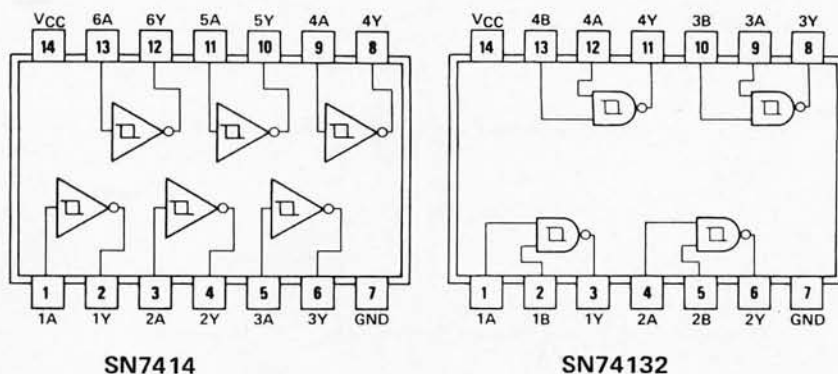 VCC 6A 6Y 5A 5Y 4A 4Y
14 13 12 11 10 9 8
1 2 3 4 5 6 7
1A 1Y 2A 2Y 3A 3Y GND
SN7414
VCC 4B 4A 4Y 3B 3A 3Y
14 13 12 11 10 9 8
1 2 3 4 5 6 7
1A 1B 1Y 2A 2B 2Y GND
SN74132